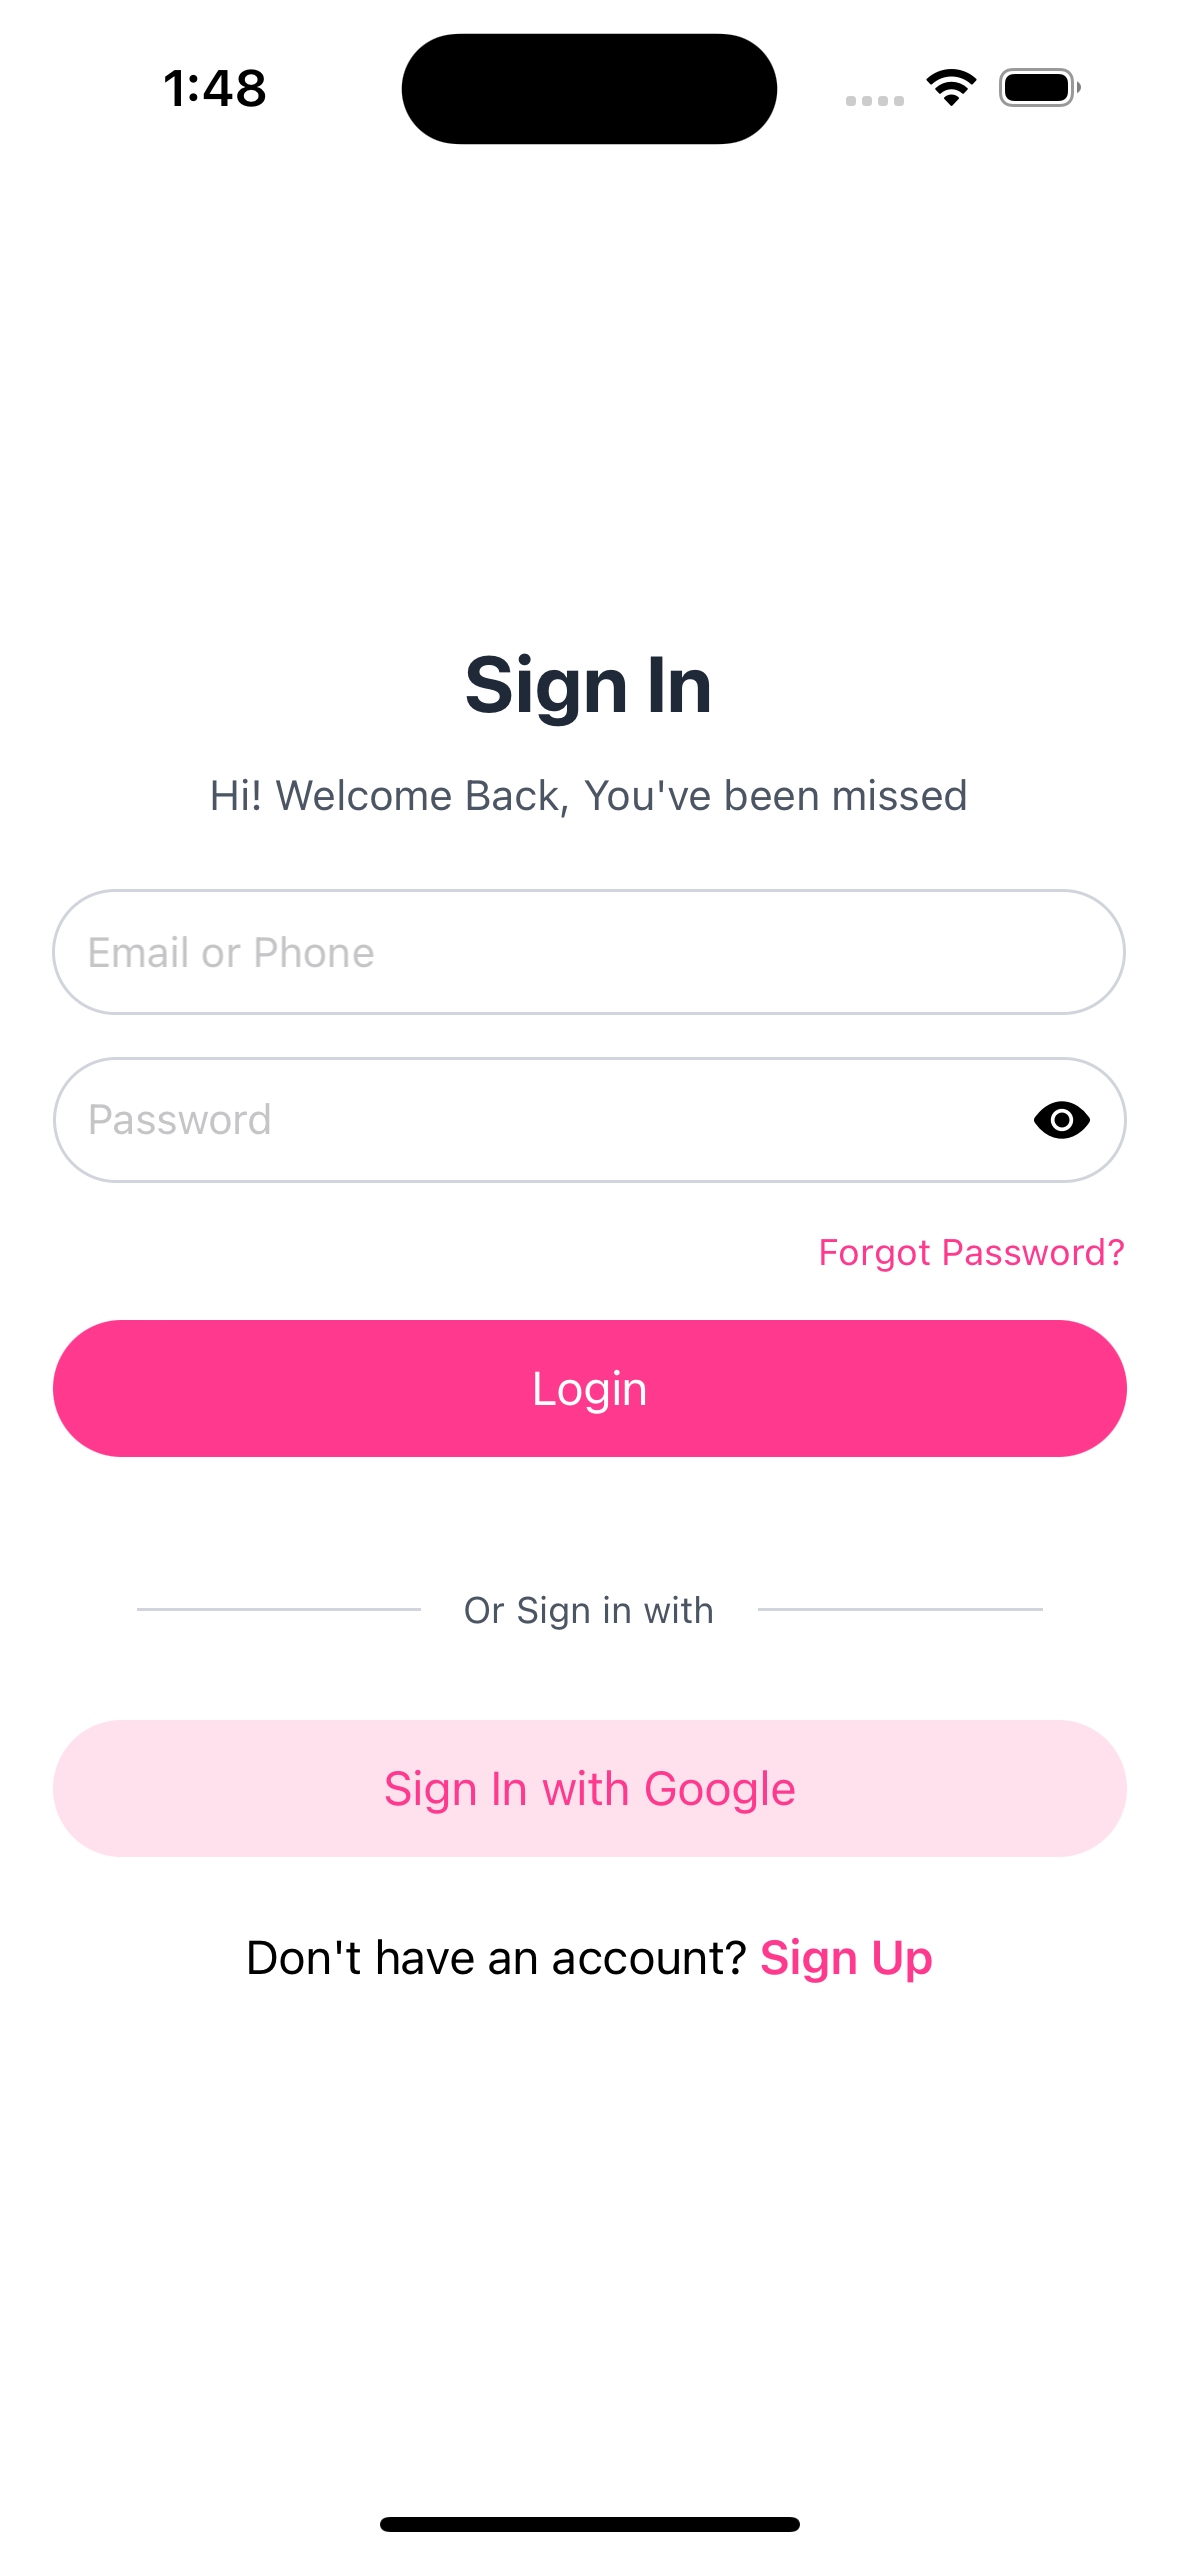 1:48
Sign In
Hi! Welcome Back, You've been missed
Email or Phone
Password
Forgot Password?
Login
Or Sign in with
Sign In with Google
Don't have an account? Sign Up